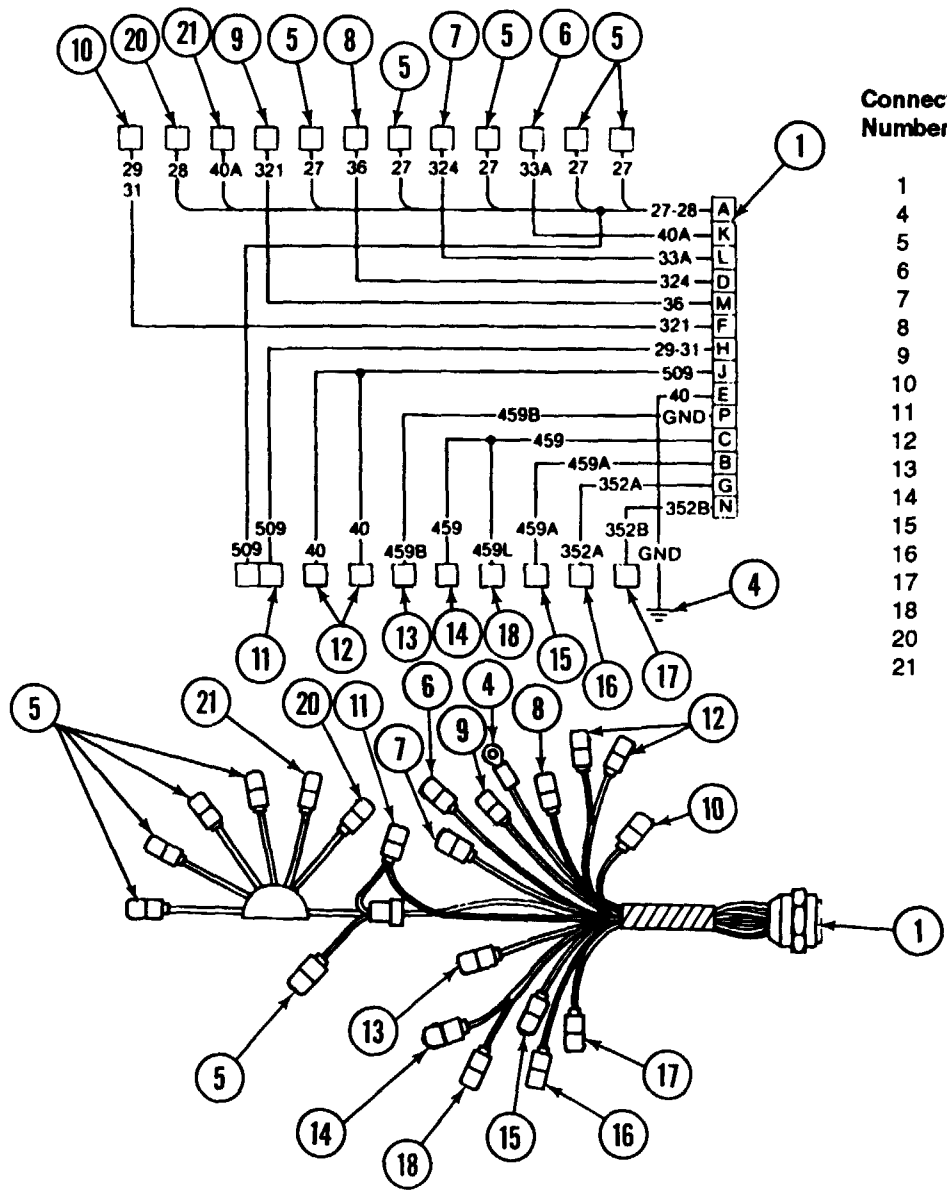 10 20 21 9 5 8 5 7 5 6 5
Connec
Number
1
29 28 40A 321 27 36 27 324 27 33A 27 27
31
27-28 A
40A K
33A L
324 D
36 M
321 F
29-31 H
509 J
40 E
459B GND P
459 C
459A B
352A G
352B N
509 509 40 40 459B 459 459L 459A 352A 352B GND
4
11 12 13 14 18 15 16 17
5 21 20 11 6 4 8 12
7 9 10
1
13
5 17
14 18 15 16
1
4
5
6
7
8
9
10
11
12
13
14
15
16
17
18
20
21